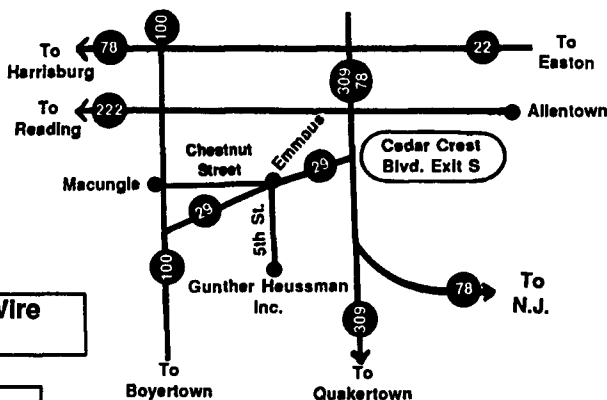 100
To
Harrisburg
78
22
To
Easton
309
78
To
Reading
222
Allentown
Chestnut
Street
Emmaus
Cedar Crest
Blvd. Exit S
29
Macungie
29
5th St.
100
Gunther Heussman
Inc.
78
To
N.J.
309
To
Boyertown
To
Quakertown